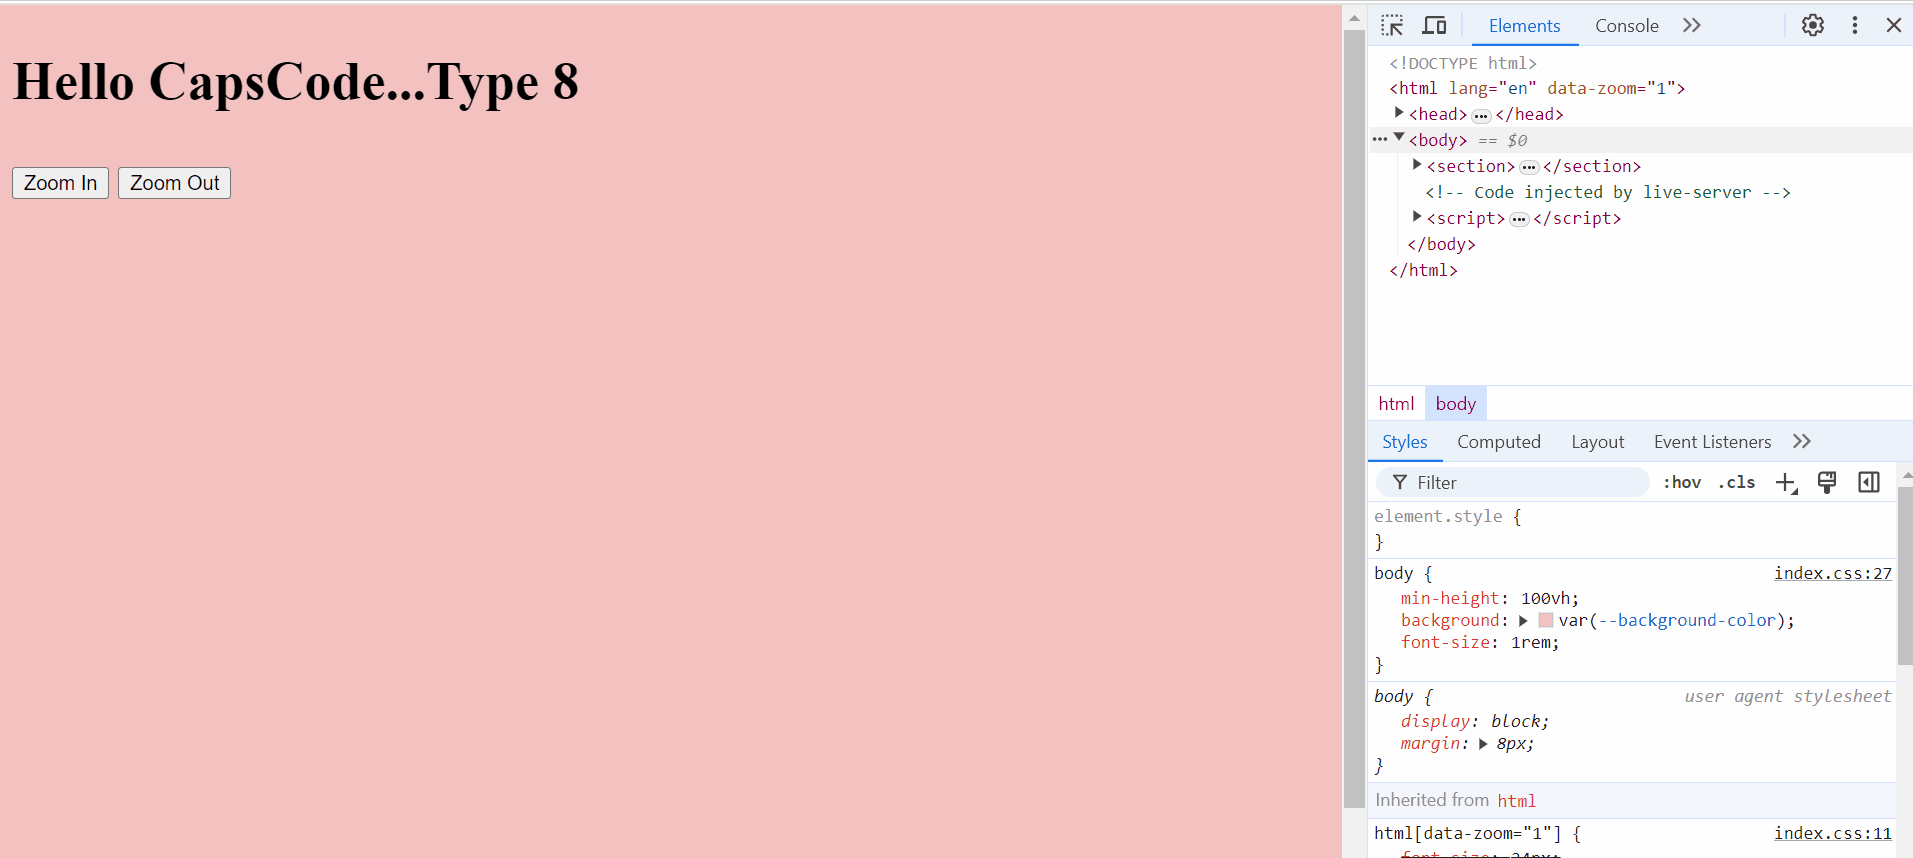 Hello CapsCode...Type 8
Zoom In Zoom Out
Elements Console
<!DOCTYPE html>
<html lang="en" data-zoom="1">
<head> ••• </head>
••• <body> == $0
<section> ••• </section>
<!-- Code injected by live-server -->
<script> ••• </script>
</body>
</html>
html body
Styles Computed Layout Event Listeners
Filter :hov .cls
element.style {
}
body { index.css:27
min-height: 100vh;
background: var(--background-color);
font-size: 1rem;
}
body { user agent stylesheet
display: block;
margin: 8px;
}
Inherited from html
html[data-zoom="1"] { index.css:11
font-size: 24px;